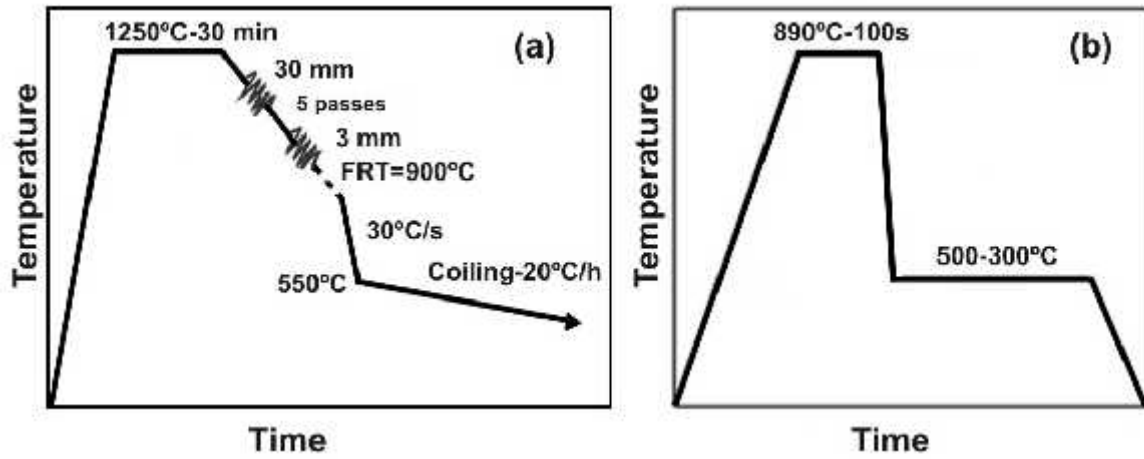 1250ºC-30 min
(a)
30 mm
5 passes
3 mm
FRT=900ºC
30ºC/s
550ºC
Coiling-20ºC/h
Temperature
Time
890ºC-100s
(b)
500-300ºC
Temperature
Time